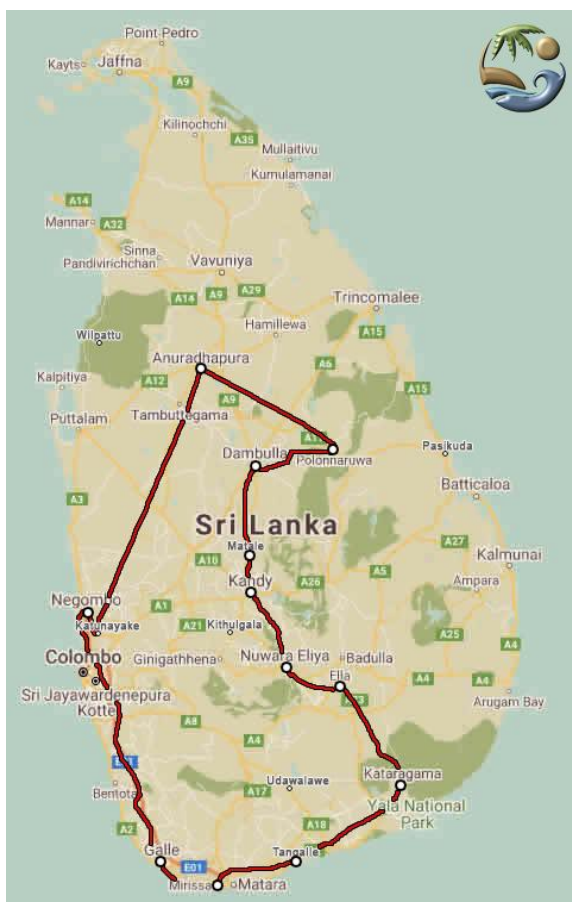 Point Pedro
Kayts
Jaffna
A9
Kilinochchi
A35
Mullaitivu
Kumulamanai
A14
Mannar
A32
Sinna
Pandivirichchan
Vavuniya
A14
A9
A29
Trincomalee
Hamillewa
A15
Wilpattu
Anuradhapura
A6
Kalpitiya
A12
A9
A15
Tambuttegama
Puttalam
Polonnaruwa
Pasikuda
Dambulla
Batticaloa
A3
Sri Lanka
A27
Matale
A10
Kalmunai
Kandy
A26
A5
Ampara
Negombo
A1
A21
Kithulgala
A25
Katunayake
Colombo
Ginigathhena
Nuwara Eliya
Badulla
Ella
A4
A4
Sri Jayawardenepura
Kotte
Arugam Bay
A8
A4
Kataragama
Udawalawe
A17
Bentota
Yala National
Park
A2
A18
Galle
Tangalle
E01
Mirissa
Matara